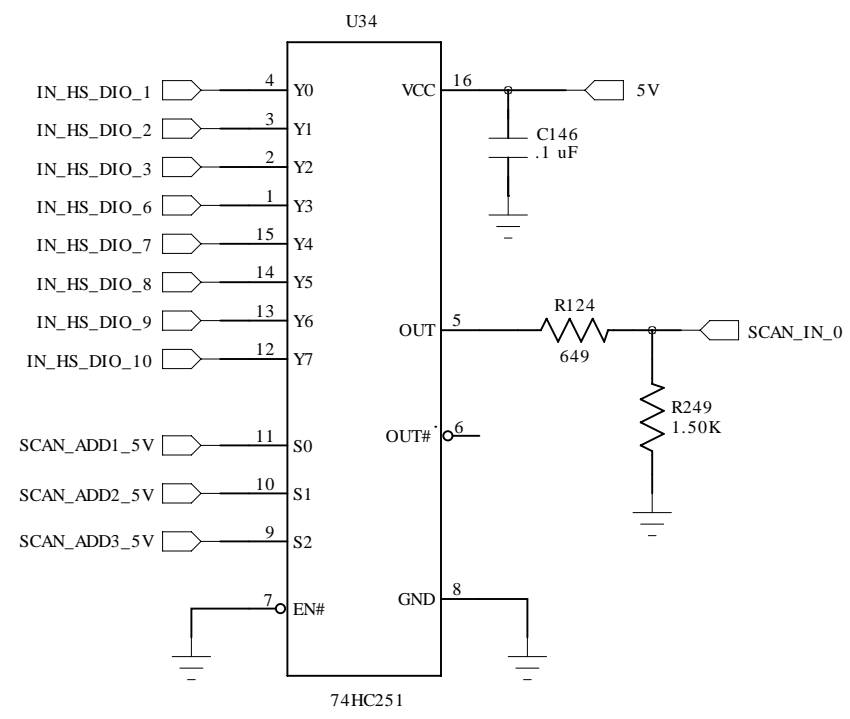 U34
IN_HS_DIO_1 4 Y0 VCC 16 5V
IN_HS_DIO_2 3 Y1
C146
.1 uF
IN_HS_DIO_3 2 Y2
IN_HS_DIO_6 1 Y3
IN_HS_DIO_7 15 Y4
IN_HS_DIO_8 14 Y5
R124
IN_HS_DIO_9 13 Y6
OUT 5 SCAN_IN_0
649
IN_HS_DIO_10 12 Y7
R249
1.50K
SCAN_ADD1_5V 11 S0
OUT# 6
SCAN_ADD2_5V 10 S1
SCAN_ADD3_5V 9 S2
7 EN#
GND 8
74HC251